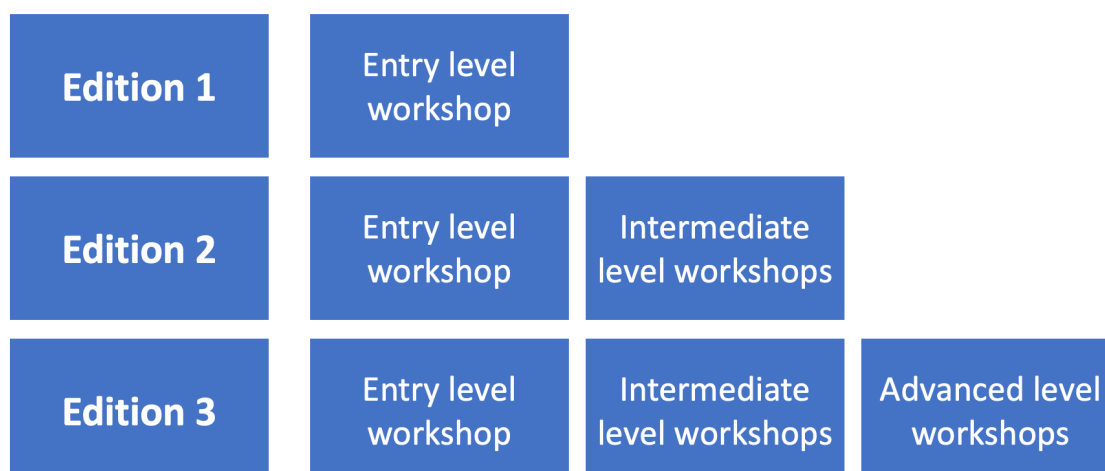 Edition 1
Entry level
workshop
Edition 2
Entry level
workshop
Intermediate
level workshops
Edition 3
Entry level
workshop
Intermediate
level workshops
Advanced level
workshops